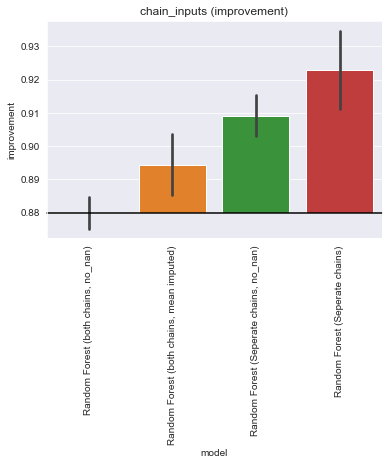 chain_inputs (improvement)
improvement
0.93
0.92
0.91
0.90
0.89
0.88
Random Forest (both chains, no_nan)
Random Forest (both chains, mean imputed)
Random Forest (Seperate chains, no_nan)
Random Forest (Seperate chains)
model